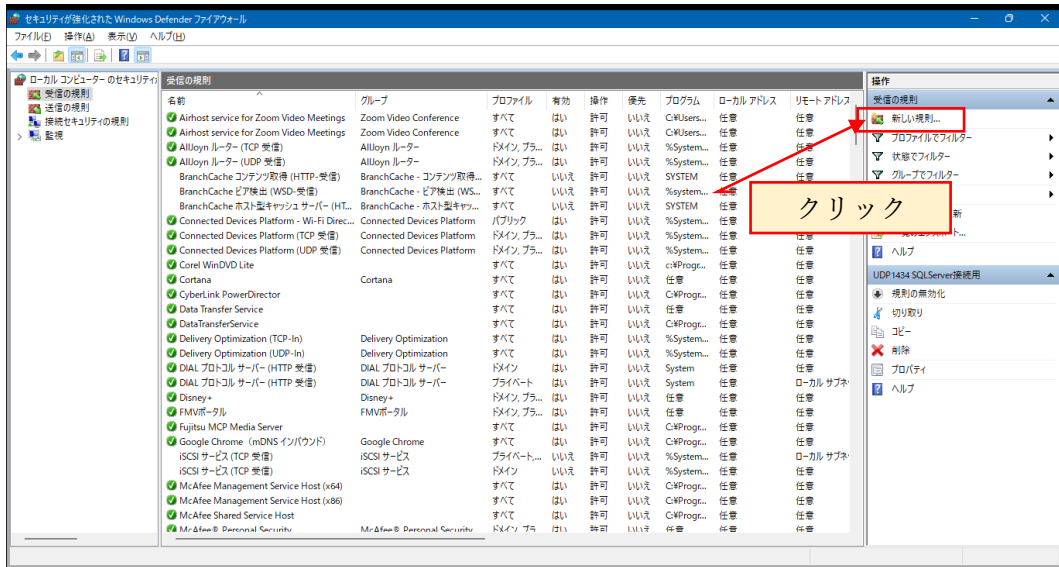 セキュリティが強化された Windows Defender ファイアウォール
ファイル(F) 操作(A) 表示(V) ヘルプ(H)
ローカル コンピューター のセキュリティ
受信の規則
送信の規則
接続セキュリティの規則
監視
受信の規則
名前 グループ プロファイル 有効 操作 優先 プログラム ローカル アドレス リモート アドレス
Airhost service for Zoom Video Meetings Zoom Video Conference すべて はい 許可 いいえ C:¥Users... 任意 任意
Airhost service for Zoom Video Meetings Zoom Video Conference すべて はい 許可 いいえ C:¥Users... 任意 任意
AllJoyn ルーター (TCP 受信) AllJoyn ルーター ドメイン, プラ... はい 許可 いいえ %System... 任意 任意
AllJoyn ルーター (UDP 受信) AllJoyn ルーター ドメイン, プラ... はい 許可 いいえ %System... 任意 任意
BranchCache コンテンツ取得 (HTTP-受信) BranchCache - コンテンツ取得... すべて いいえ 許可 いいえ SYSTEM 任意 任意
BranchCache ピア検出 (WSD-受信) BranchCache - ピア検出 (WS... すべて いいえ 許可 いいえ %system...
BranchCache ホスト型キャッシュ サーバー (HT... BranchCache - ホスト型キャッ... すべて いいえ 許可 いいえ SYSTEM 任意
Connected Devices Platform - Wi-Fi Direc... Connected Devices Platform パブリック はい 許可 いいえ %System... 任意
Connected Devices Platform (TCP 受信) Connected Devices Platform ドメイン, プラ... はい 許可 いいえ %System... 任意 任意
Connected Devices Platform (UDP 受信) Connected Devices Platform ドメイン, プラ... はい 許可 いいえ %System... 任意 任意
Corel WinDVD Lite すべて はい 許可 いいえ c:¥Progr... 任意 任意
Cortana Cortana すべて はい 許可 いいえ 任意 任意 任意
CyberLink PowerDirector すべて はい 許可 いいえ C:¥Progr... 任意 任意
Data Transfer Service すべて はい 許可 いいえ 任意 任意 任意
DataTransferService すべて はい 許可 いいえ C:¥Progr... 任意 任意
Delivery Optimization (TCP-In) Delivery Optimization すべて はい 許可 いいえ %System... 任意 任意
Delivery Optimization (UDP-In) Delivery Optimization すべて はい 許可 いいえ %System... 任意 任意
DIAL プロトコル サーバー (HTTP 受信) DIAL プロトコル サーバー ドメイン はい 許可 いいえ System 任意 任意
DIAL プロトコル サーバー (HTTP 受信) DIAL プロトコル サーバー プライベート はい 許可 いいえ System 任意 ローカル サブネ
Disney+ Disney+ ドメイン, プラ... はい 許可 いいえ 任意 任意 任意
FMVポータル FMVポータル ドメイン, プラ... はい 許可 いいえ 任意 任意 任意
Fujitsu MCP Media Server すべて はい 許可 いいえ C:¥Progr... 任意 任意
Google Chrome (mDNS インバウンド) Google Chrome すべて はい 許可 いいえ C:¥Progr... 任意 任意
iSCSI サービス (TCP 受信) iSCSI サービス プライベート,... いいえ 許可 いいえ %System... 任意 ローカル サブネ
iSCSI サービス (TCP 受信) iSCSI サービス ドメイン いいえ 許可 いいえ %System... 任意 任意
McAfee Management Service Host (x64) すべて はい 許可 いいえ C:¥Progr... 任意 任意
McAfee Management Service Host (x86) すべて はい 許可 いいえ C:¥Progr... 任意 任意
McAfee Shared Service Host すべて はい 許可 いいえ C:¥Progr... 任意 任意
McAfee® Personal Security McAfee® Personal Security ドメイン, プラ はい 許可 いいえ 任意 任意 任意
クリック
操作
受信の規則
新しい規則...
プロファイルでフィルター
状態でフィルター
グループでフィルター
新
ヘルプ
UDP1434 SQLServer接続用
規則の無効化
切り取り
コピー
削除
プロパティ
ヘルプ